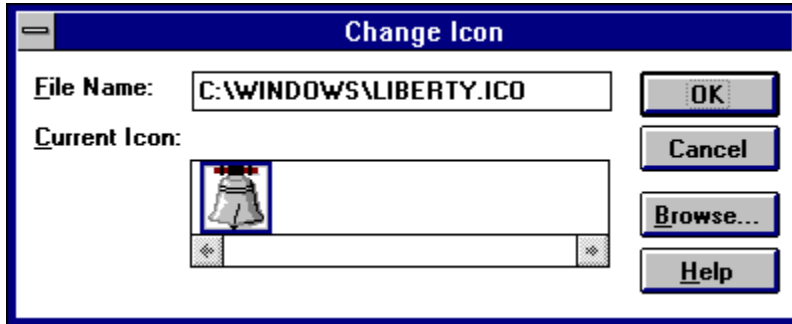 Change Icon
File Name: C:\WINDOWS\LIBERTY.ICO
OK
Current Icon:
Cancel
Browse...
Help